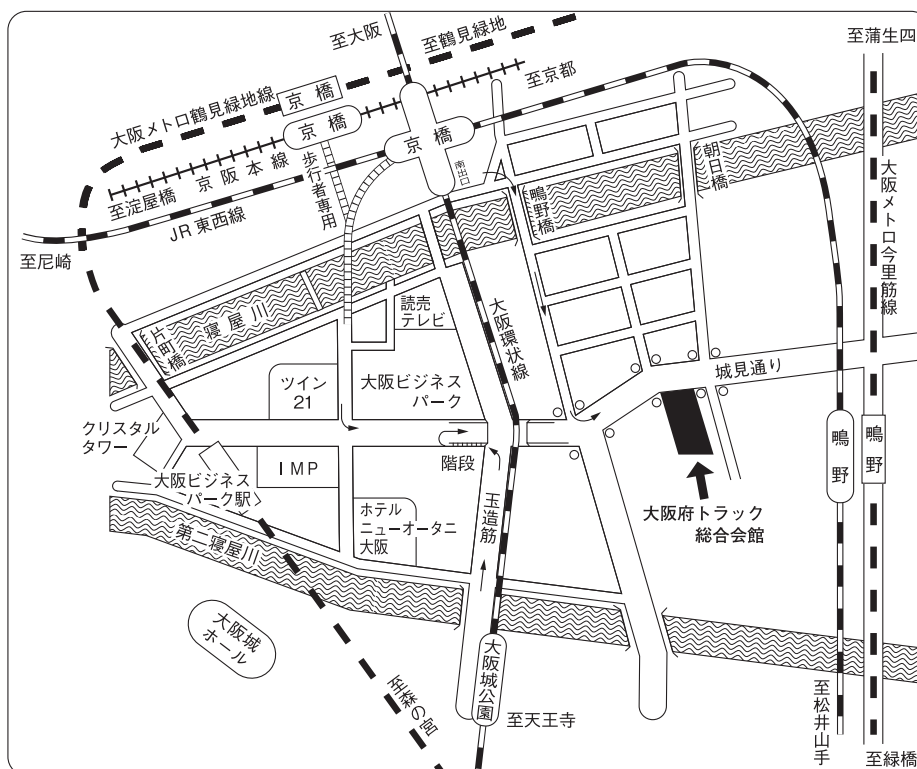 至大阪
至鶴見緑地
至蒲生四
大阪メトロ鶴見緑地線
京橋
至京都
京橋
京橋
至淀屋橋
京阪本線
歩行者専用
南出口
朝日橋
JR東西線
鴫野橋
大阪メトロ今里筋線
至尼崎
寝屋川
片町橋
読売
テレビ
大阪環状線
ツイン
21
大阪ビジネス
パーク
城見通り
クリスタル
タワー
階段
鴫野
鴫野
大阪ビジネス
パーク駅
IMP
玉造筋
大阪府トラック
総合会館
ホテル
ニューオータニ
大阪
第二寝屋川
大阪城
ホール
大阪城公園
至森の宮
至天王寺
至松井山手
至緑橋